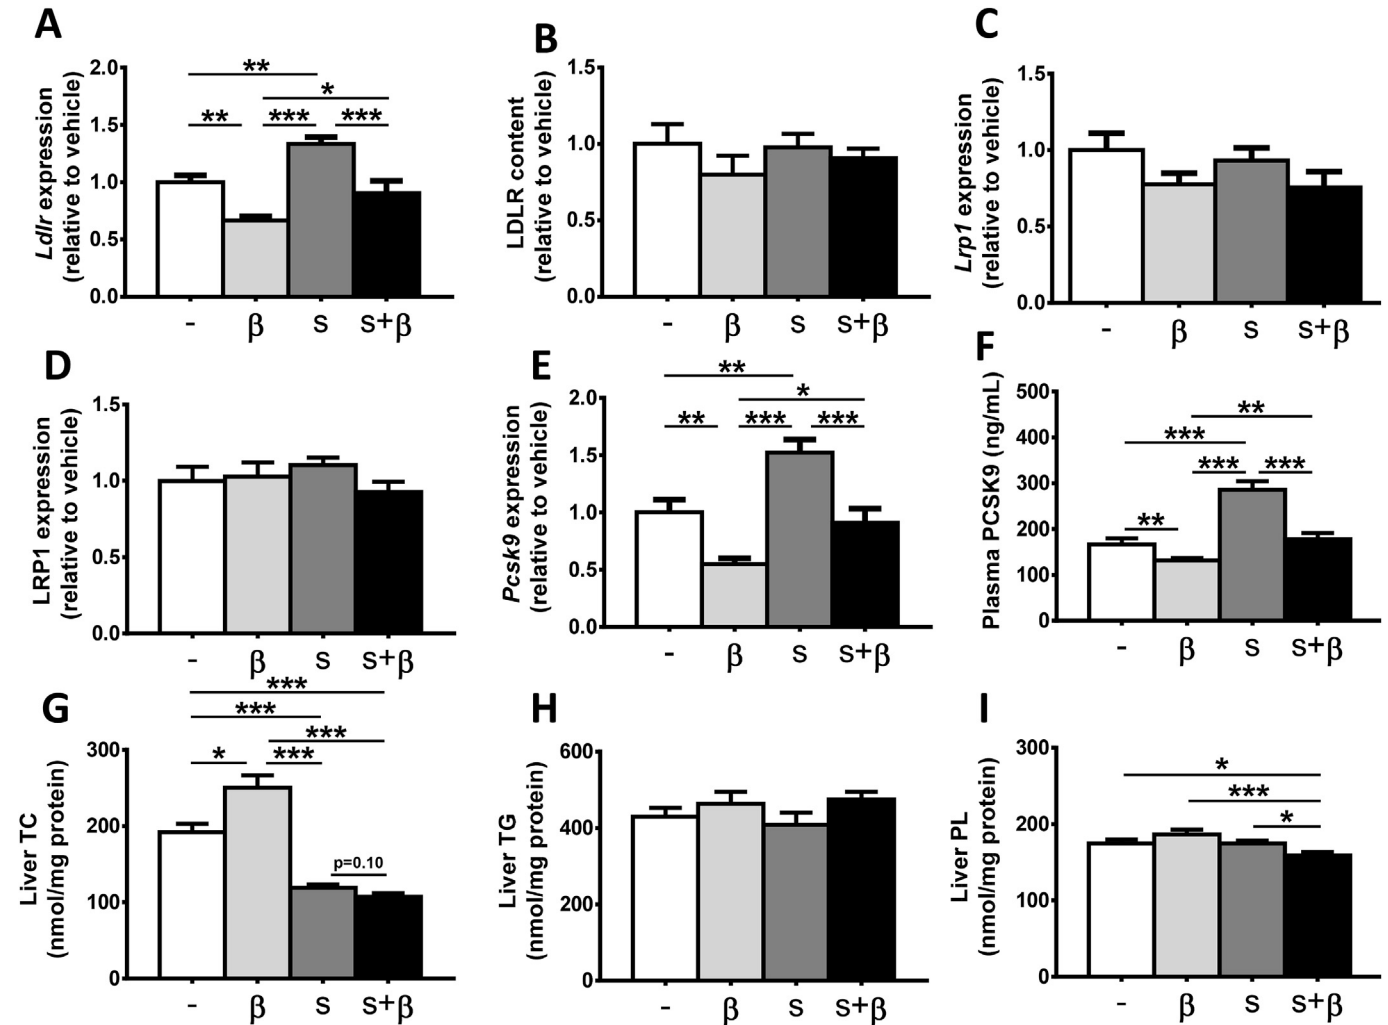 A
Ldlr expression
(relative to vehicle)
2.0
1.5
1.0
0.5
0.0
**
*
** *** ***
- β s s+β
B
LDLR content
(relative to vehicle)
1.5
1.0
0.5
0.0
- β s s+β
C
Lrp1 expression
(relative to vehicle)
1.5
1.0
0.5
0.0
- β s s+β
D
LRP1 expression
(relative to vehicle)
1.5
1.0
0.5
0.0
- β s s+β
E
Pcsk9 expression
(relative to vehicle)
2.0
1.5
1.0
0.5
0.0
**
*
** *** ***
- β s s+β
F
Plasma PCSK9 (ng/mL)
500
400
300
200
100
0
**
***
*** ***
**
- β s s+β
G
Liver TC
(nmol/mg protein)
300
200
100
0
***
***
***
* ***
p=0.10
- β s s+β
H
Liver TG
(nmol/mg protein)
600
400
200
0
- β s s+β
I
Liver PL
(nmol/mg protein)
300
200
100
0
*
***
*
- β s s+β